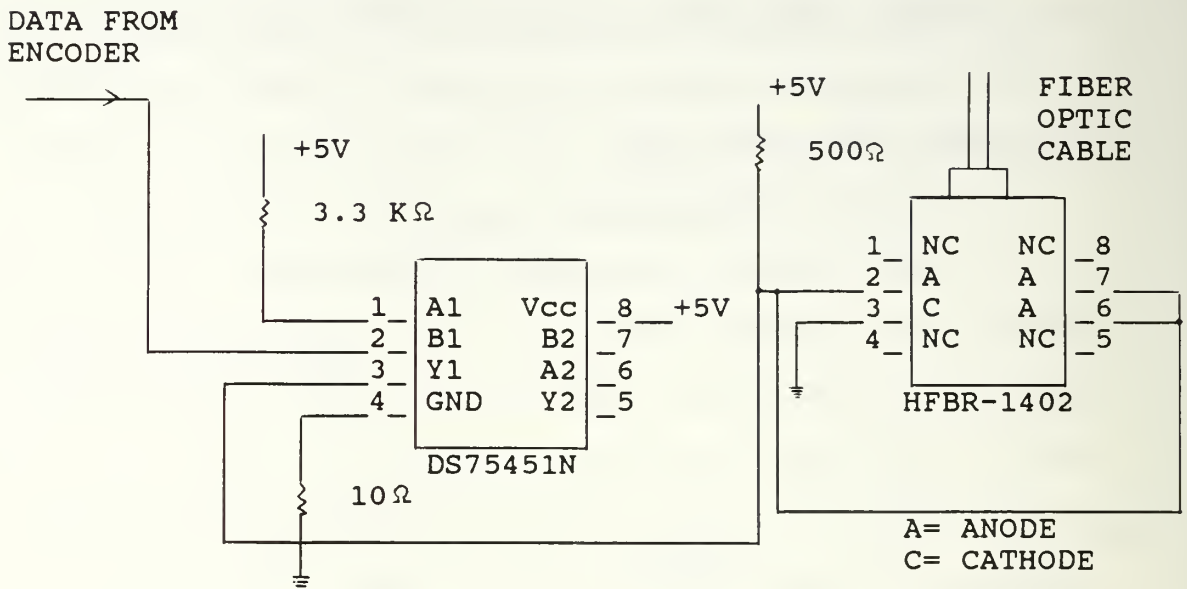 DATA FROM
ENCODER
+5V
3.3 KΩ
1 A1 Vcc 8 +5V
2 B1 B2 7
3 Y1 A2 6
4 GND Y2 5
DS75451N
10Ω
+5V
500Ω
FIBER
OPTIC
CABLE
1 NC NC 8
2 A A 7
3 C A 6
4 NC NC 5
HFBR-1402
A= ANODE
C= CATHODE